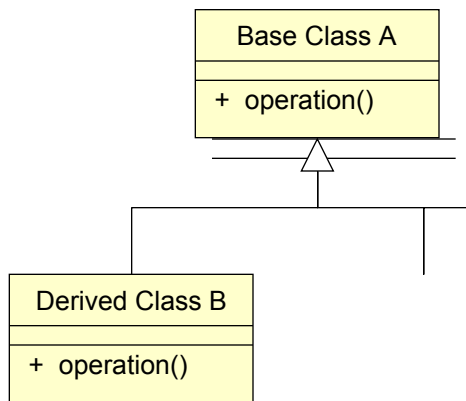 Base Class A
+ operation()
Derived Class B
+ operation()